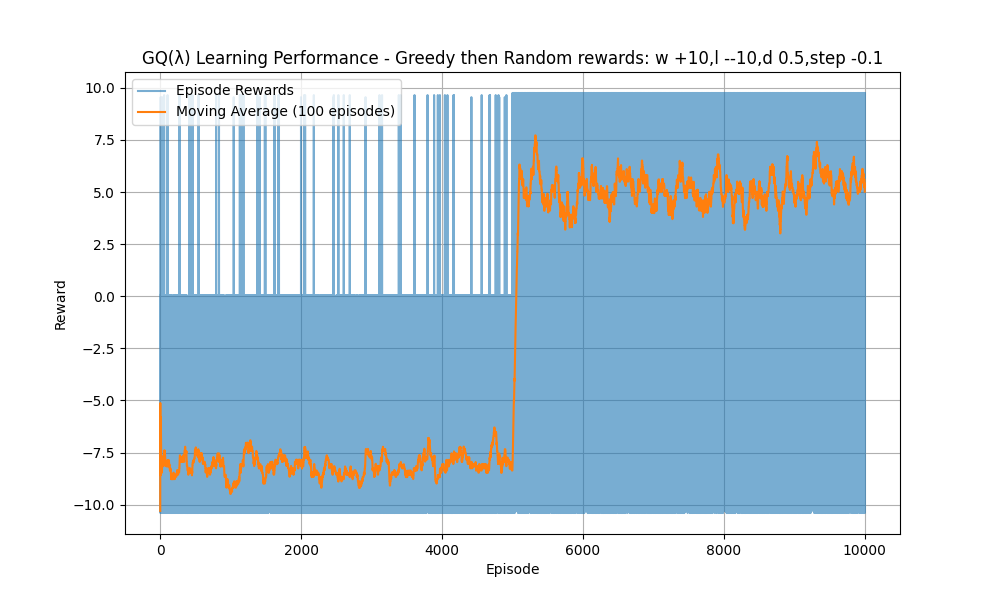 GQ(λ) Learning Performance - Greedy then Random rewards: w +10,l --10,d 0.5,step -0.1
Episode Rewards
Moving Average (100 episodes)
10.0
7.5
5.0
2.5
0.0
−2.5
−5.0
−7.5
−10.0
Reward
0 2000 4000 6000 8000 10000
Episode